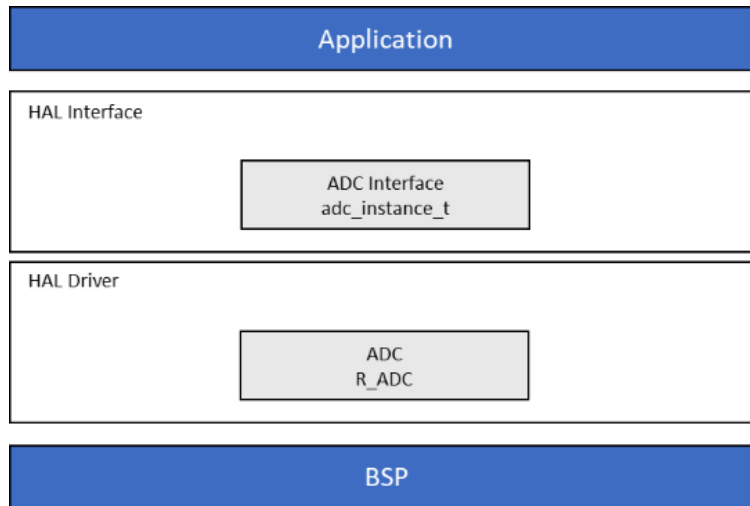 Application
HAL Interface
ADC Interface
adc_instance_t
HAL Driver
ADC
R_ADC
BSP